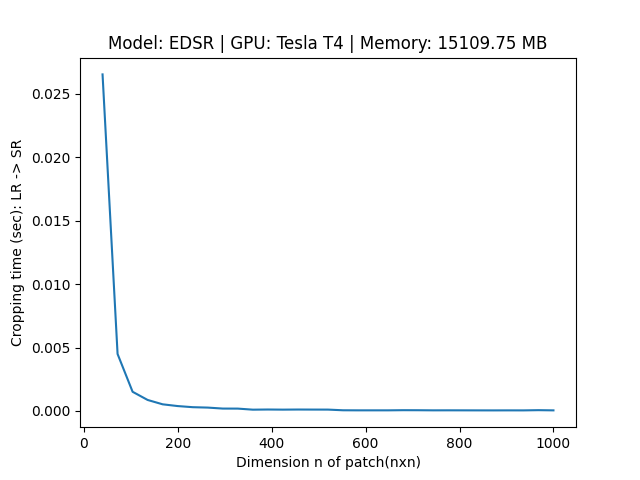 Model: EDSR | GPU: Tesla T4 | Memory: 15109.75 MB
Cropping time (sec): LR -> SR
0.025
0.020
0.015
0.010
0.005
0.000
0 200 400 600 800 1000
Dimension n of patch(nxn)